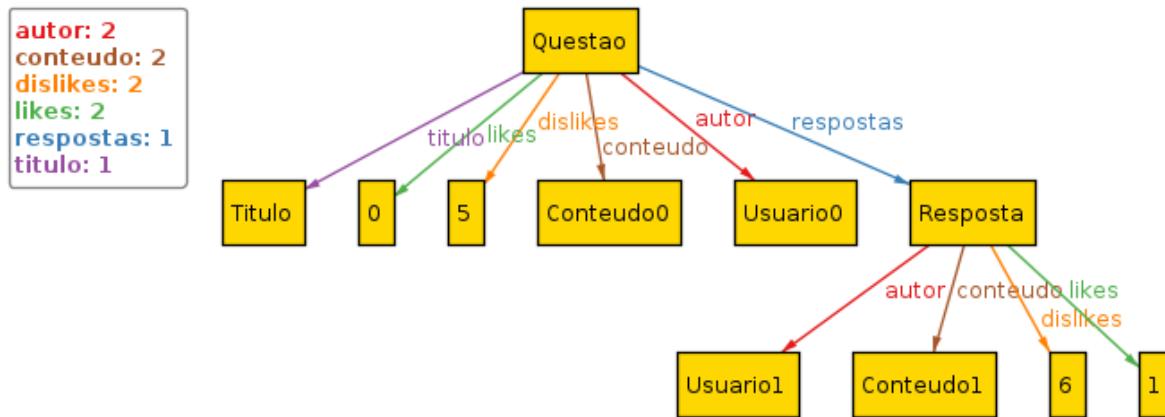 autor: 2
conteudo: 2
dislikes: 2
likes: 2
respostas: 1
titulo: 1
Questao
titulo
likes
dislikes
conteudo
autor
respostas
Titulo
0
5
Conteudo0
Usuario0
Resposta
autor
conteudo
likes
dislikes
Usuario1
Conteudo1
6
1